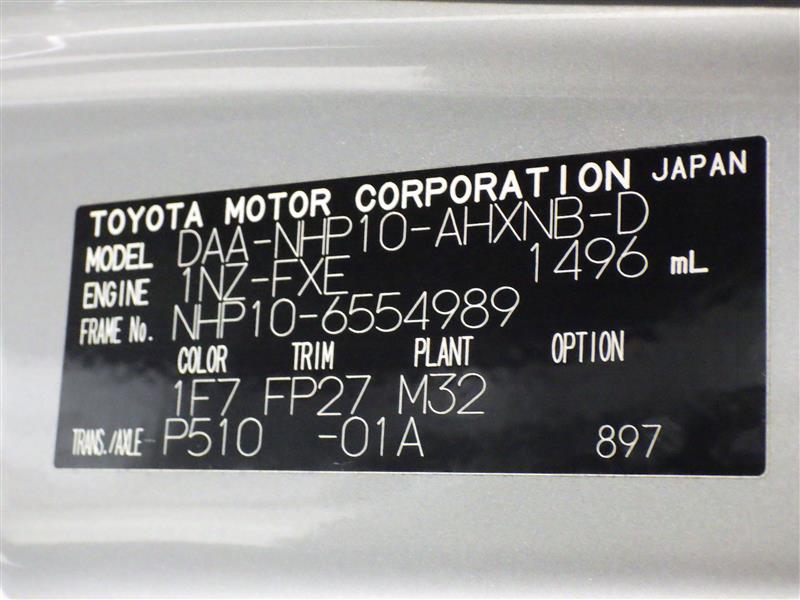 TOYOTA MOTOR CORPORATION JAPAN
MODEL DAA-NHP10-AHXNB-D
ENGINE 1NZ-FXE 1496 mL
FRAME No. NHP10-6554989
COLOR TRIM PLANT OPTION
1F7 FP27 M32
TRANS./AXLE P510 -01A 897